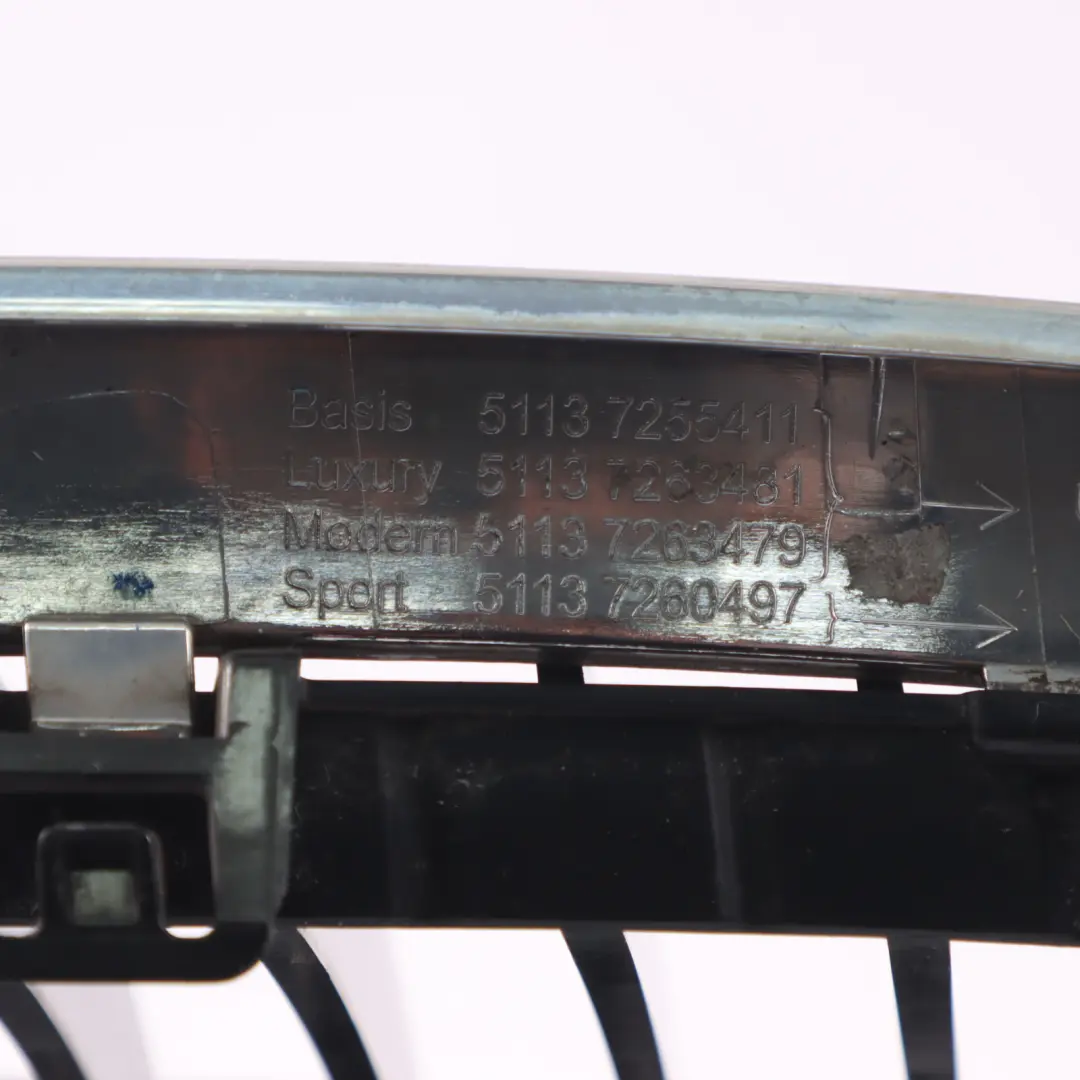 Basis 5113 7255411
Luxury 5113 7263481
Modern 5113 7263479
Sport 5113 7260497